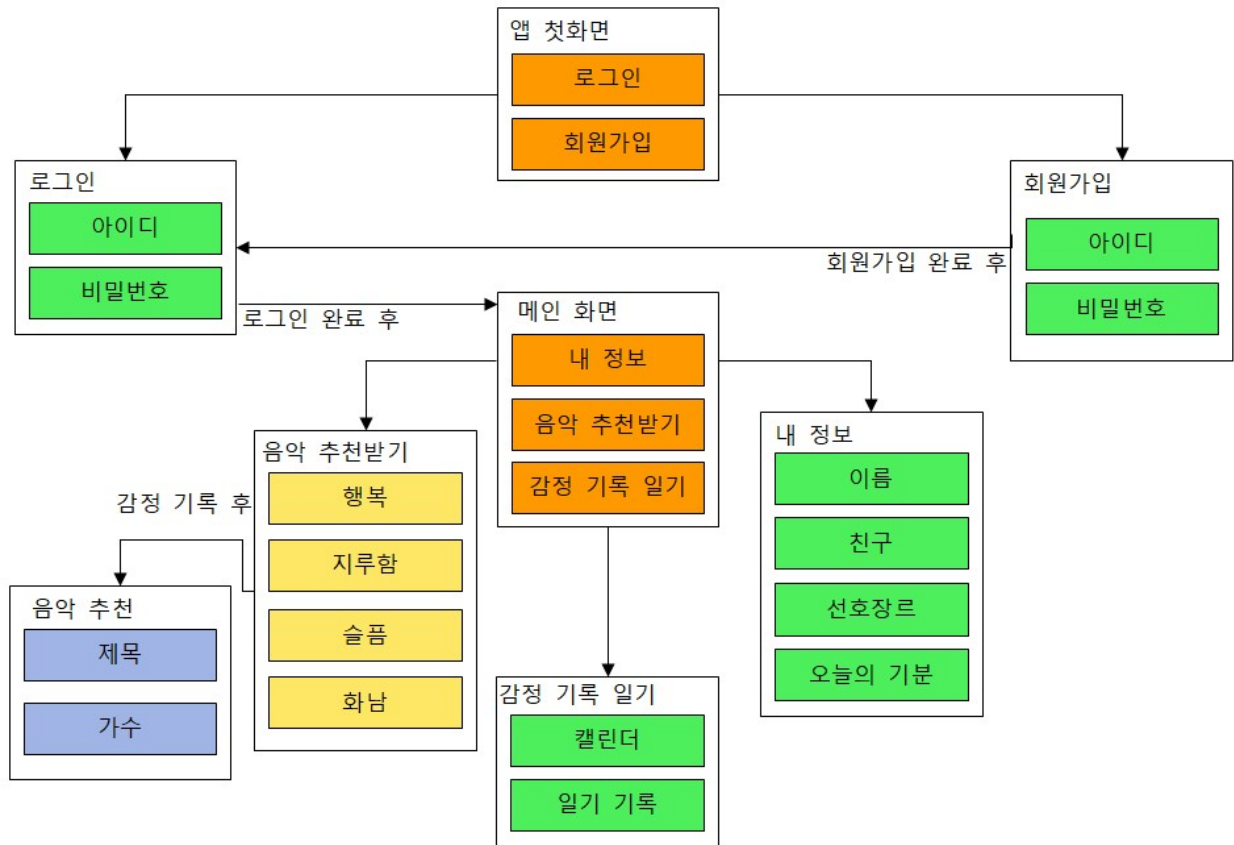 앱 첫화면
로그인
회원가입
로그인
아이디
비밀번호
회원가입
아이디
비밀번호
회원가입 완료 후
로그인 완료 후
메인 화면
내 정보
음악 추천받기
감정 기록 일기
음악 추천받기
행복
지루함
슬픔
화남
감정 기록 후
음악 추천
제목
가수
내 정보
이름
친구
선호장르
오늘의 기분
감정 기록 일기
캘린더
일기 기록